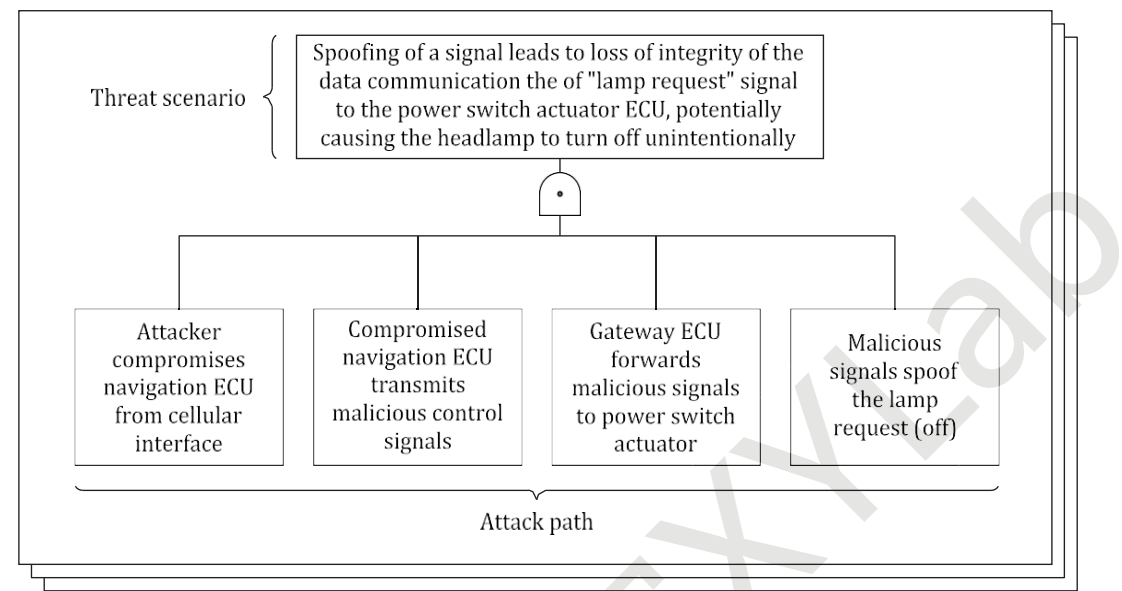 Spoofing of a signal leads to loss of integrity of the
data communication the of "lamp request" signal
to the power switch actuator ECU, potentially
causing the headlamp to turn off unintentionally
Threat scenario
Attacker
compromises
navigation ECU
from cellular
interface
Compromised
navigation ECU
transmits
malicious control
signals
Gateway ECU
forwards
malicious signals
to power switch
actuator
Malicious
signals spoof
the lamp
request (off)
Attack path
XYLab